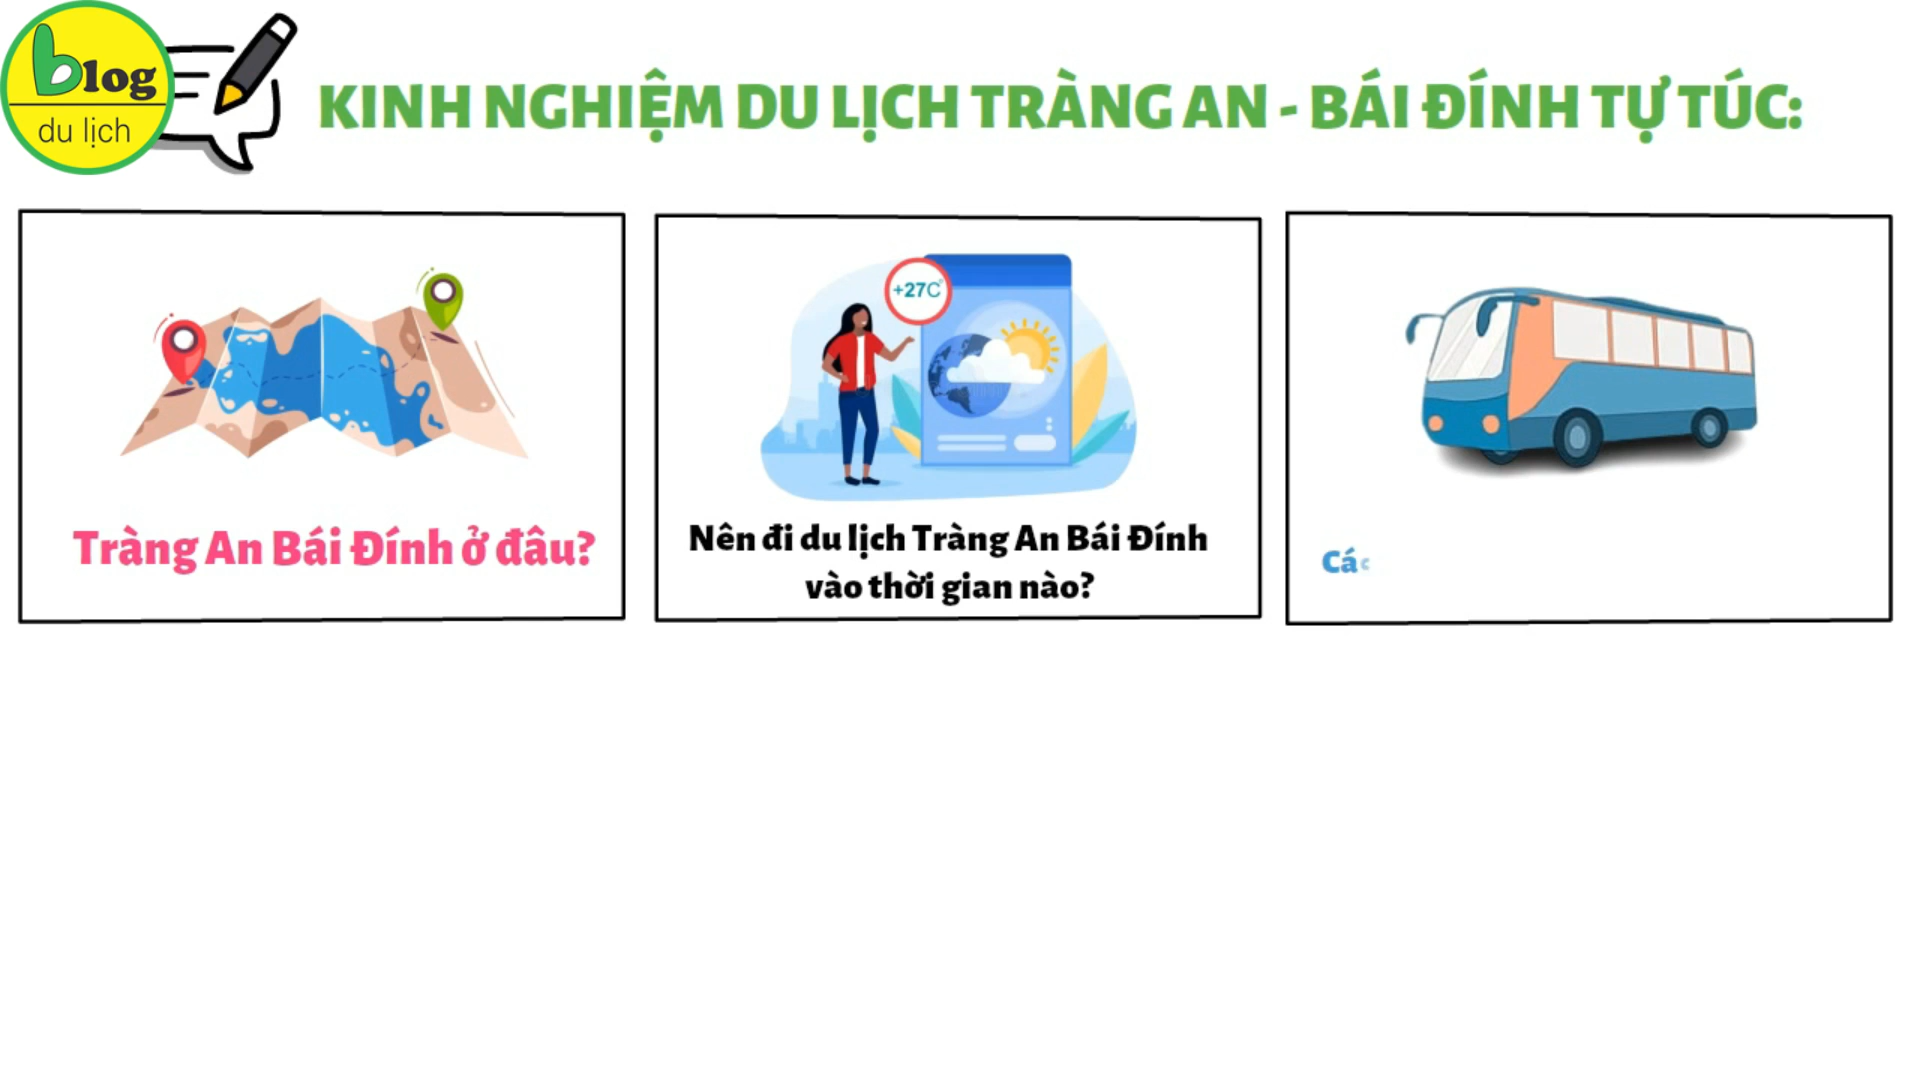 blog
du lịch
KINH NGHIỆM DU LỊCH TRÀNG AN - BÁI ĐÍNH TỰ TÚC:
+27C°
Tràng An Bái Đính ở đâu?
Nên đi du lịch Tràng An Bái Đính
vào thời gian nào?
Các